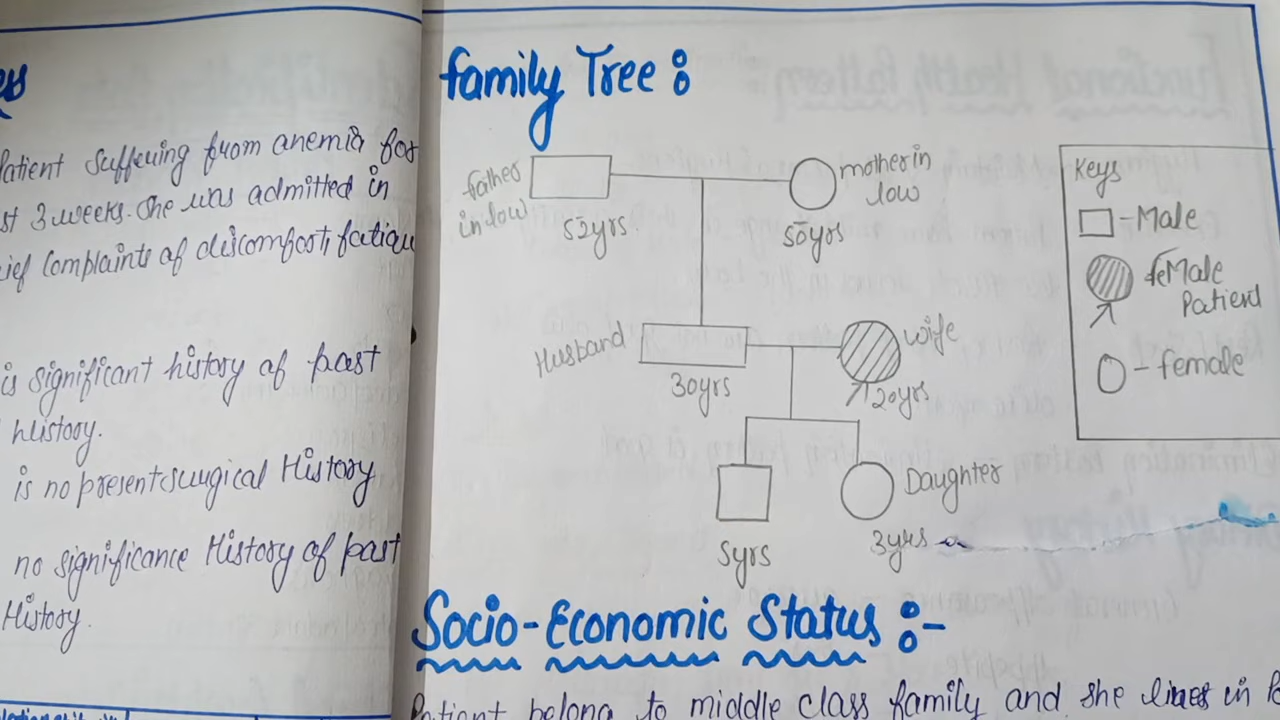 Patient suffering from anemia for
st 3 weeks. She was admitted in
ief Complaints of discomfort, fatique
is significant history of past
History.
is no present surgical History
no significance History of past
History.
family Tree :
father
in low
52yrs.
mother in
low
50yrs
Keys
-Male
feMale
Patient
- female
Husband
30yrs
wife
20yrs
5yrs
Daughter
3yrs
Socio-Economic Status :-
Patient belong to middle class family and she lives in